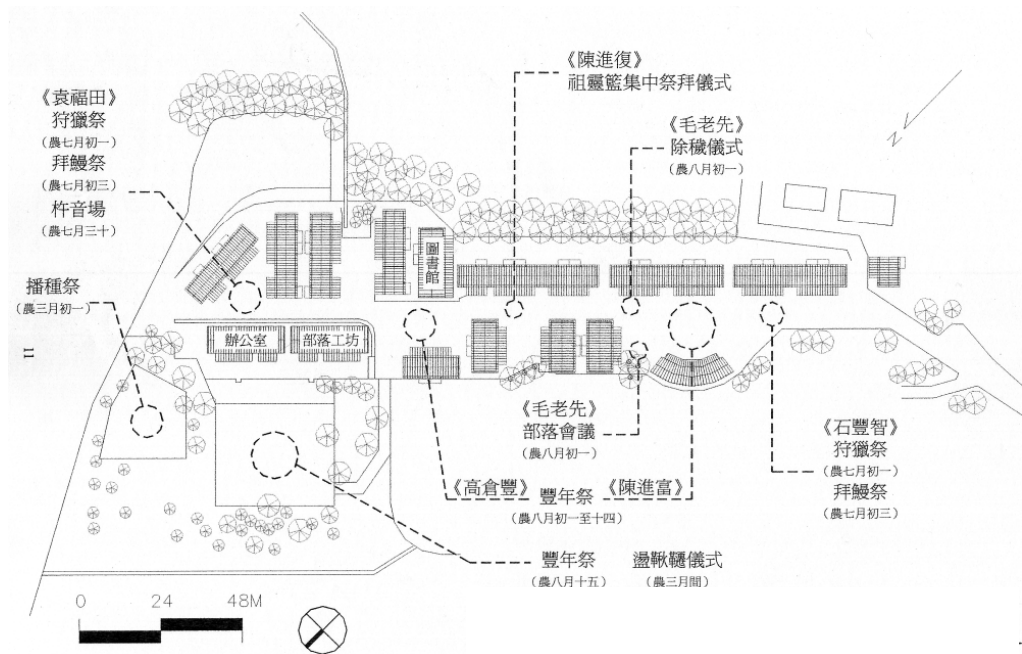 《陳進復》
祖靈籃集中祭拜儀式
《袁福田》
狩獵祭
（農七月初一）
拜鰻祭
（農七月初三）
杵音場
（農七月三十）
《毛老先》
除穢儀式
（農八月初一）
N
圖書館
播種祭
（農三月初一）
辦公室
部落工坊
11
《毛老先》
部落會議
（農八月初一）
《石豐智》
狩獵祭
（農七月初一）
拜鰻祭
（農七月初三）
《高倉豐》
豐年祭
《陳進富》
（農八月初一至十四）
豐年祭
（農八月十五）
盪鞦韆儀式
（農三月間）
0
24
48M